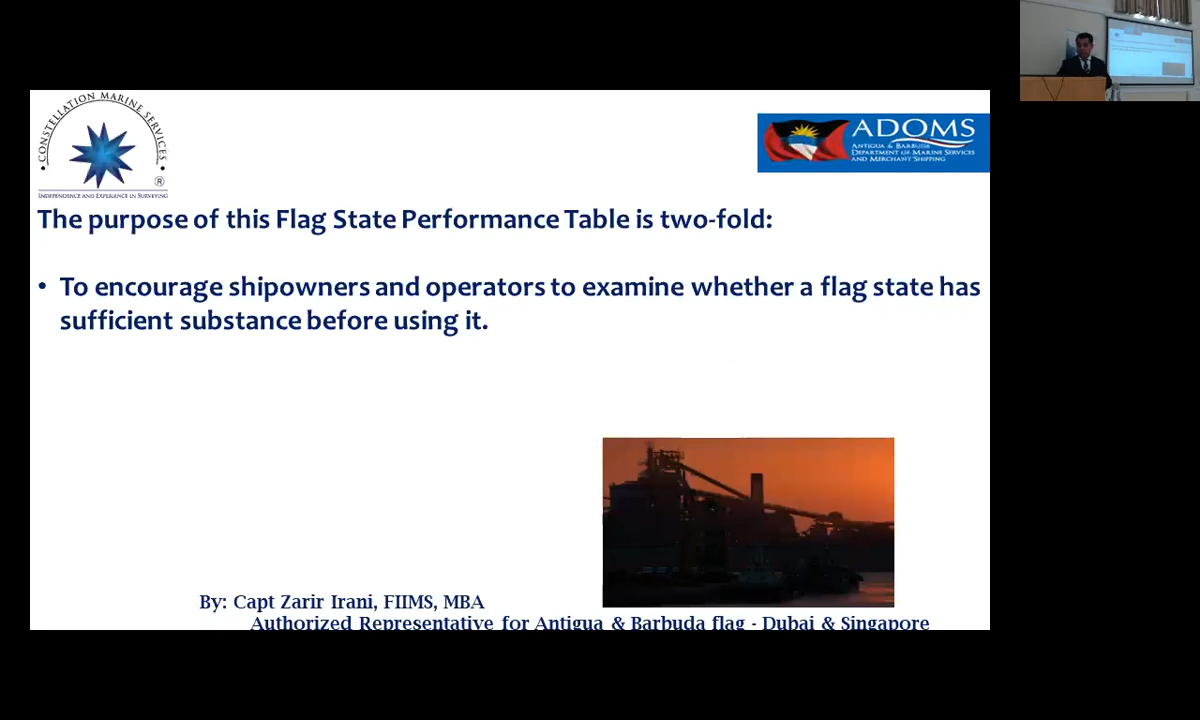 CONSTELLATION MARINE SERVICES
®
INDEPENDENCE AND EXPERIENCE IN SURVEYING
ADOMS
ANTIGUA & BARBUDA
DEPARTMENT OF MARINE SERVICES
AND MERCHANT SHIPPING
The purpose of this Flag State Performance Table is two-fold:
• To encourage shipowners and operators to examine whether a flag state has
sufficient substance before using it.
By: Capt Zarir Irani, FIIMS, MBA
Authorized Representative for Antigua & Barbuda flag - Dubai & Singapore